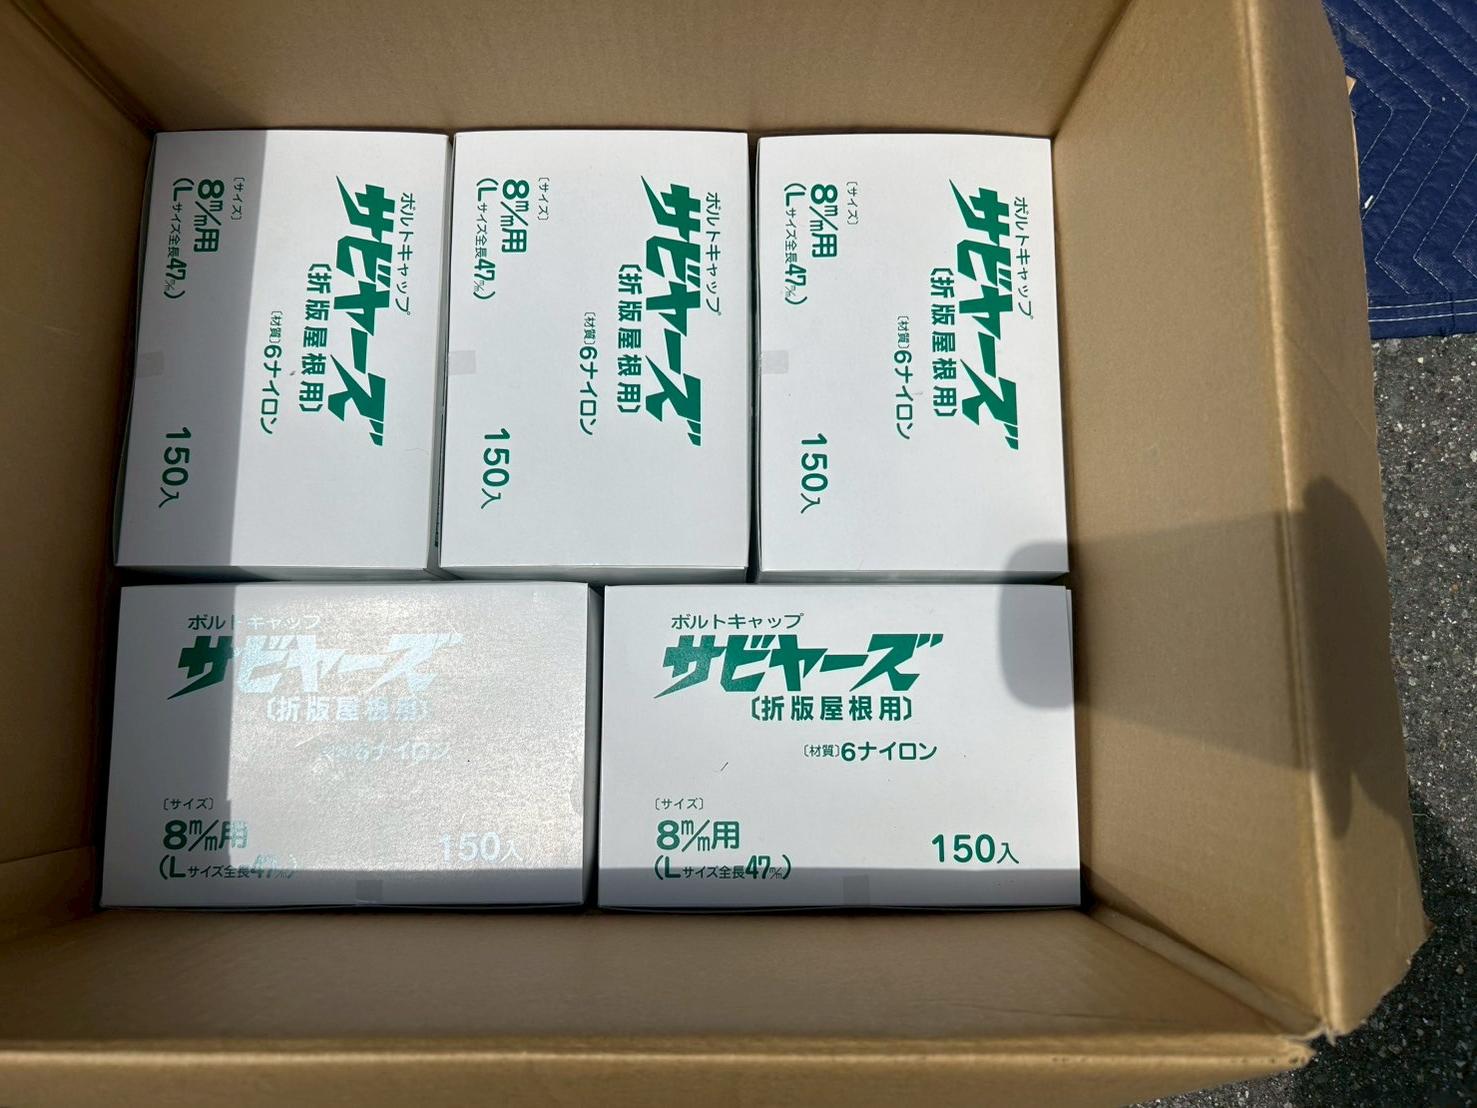 ボルトキャップ
サビヤーズ
〔折版屋根用〕
〔材質〕6ナイロン
〔サイズ〕
8m/m用
(Lサイズ全長47m/m)
150入
ボルトキャップ
サビヤーズ
〔折版屋根用〕
〔材質〕6ナイロン
〔サイズ〕
8m/m用
(Lサイズ全長47m/m)
150入
ボルトキャップ
サビヤーズ
〔折版屋根用〕
〔材質〕6ナイロン
〔サイズ〕
8m/m用
(Lサイズ全長47m/m)
150入
ボルトキャップ
サビヤーズ
〔折版屋根用〕
〔材質〕6ナイロン
〔サイズ〕
8m/m用
(Lサイズ全長47m/m)
150入
ボルトキャップ
サビヤーズ
〔折版屋根用〕
〔材質〕6ナイロン
〔サイズ〕
8m/m用
(Lサイズ全長47m/m)
150入